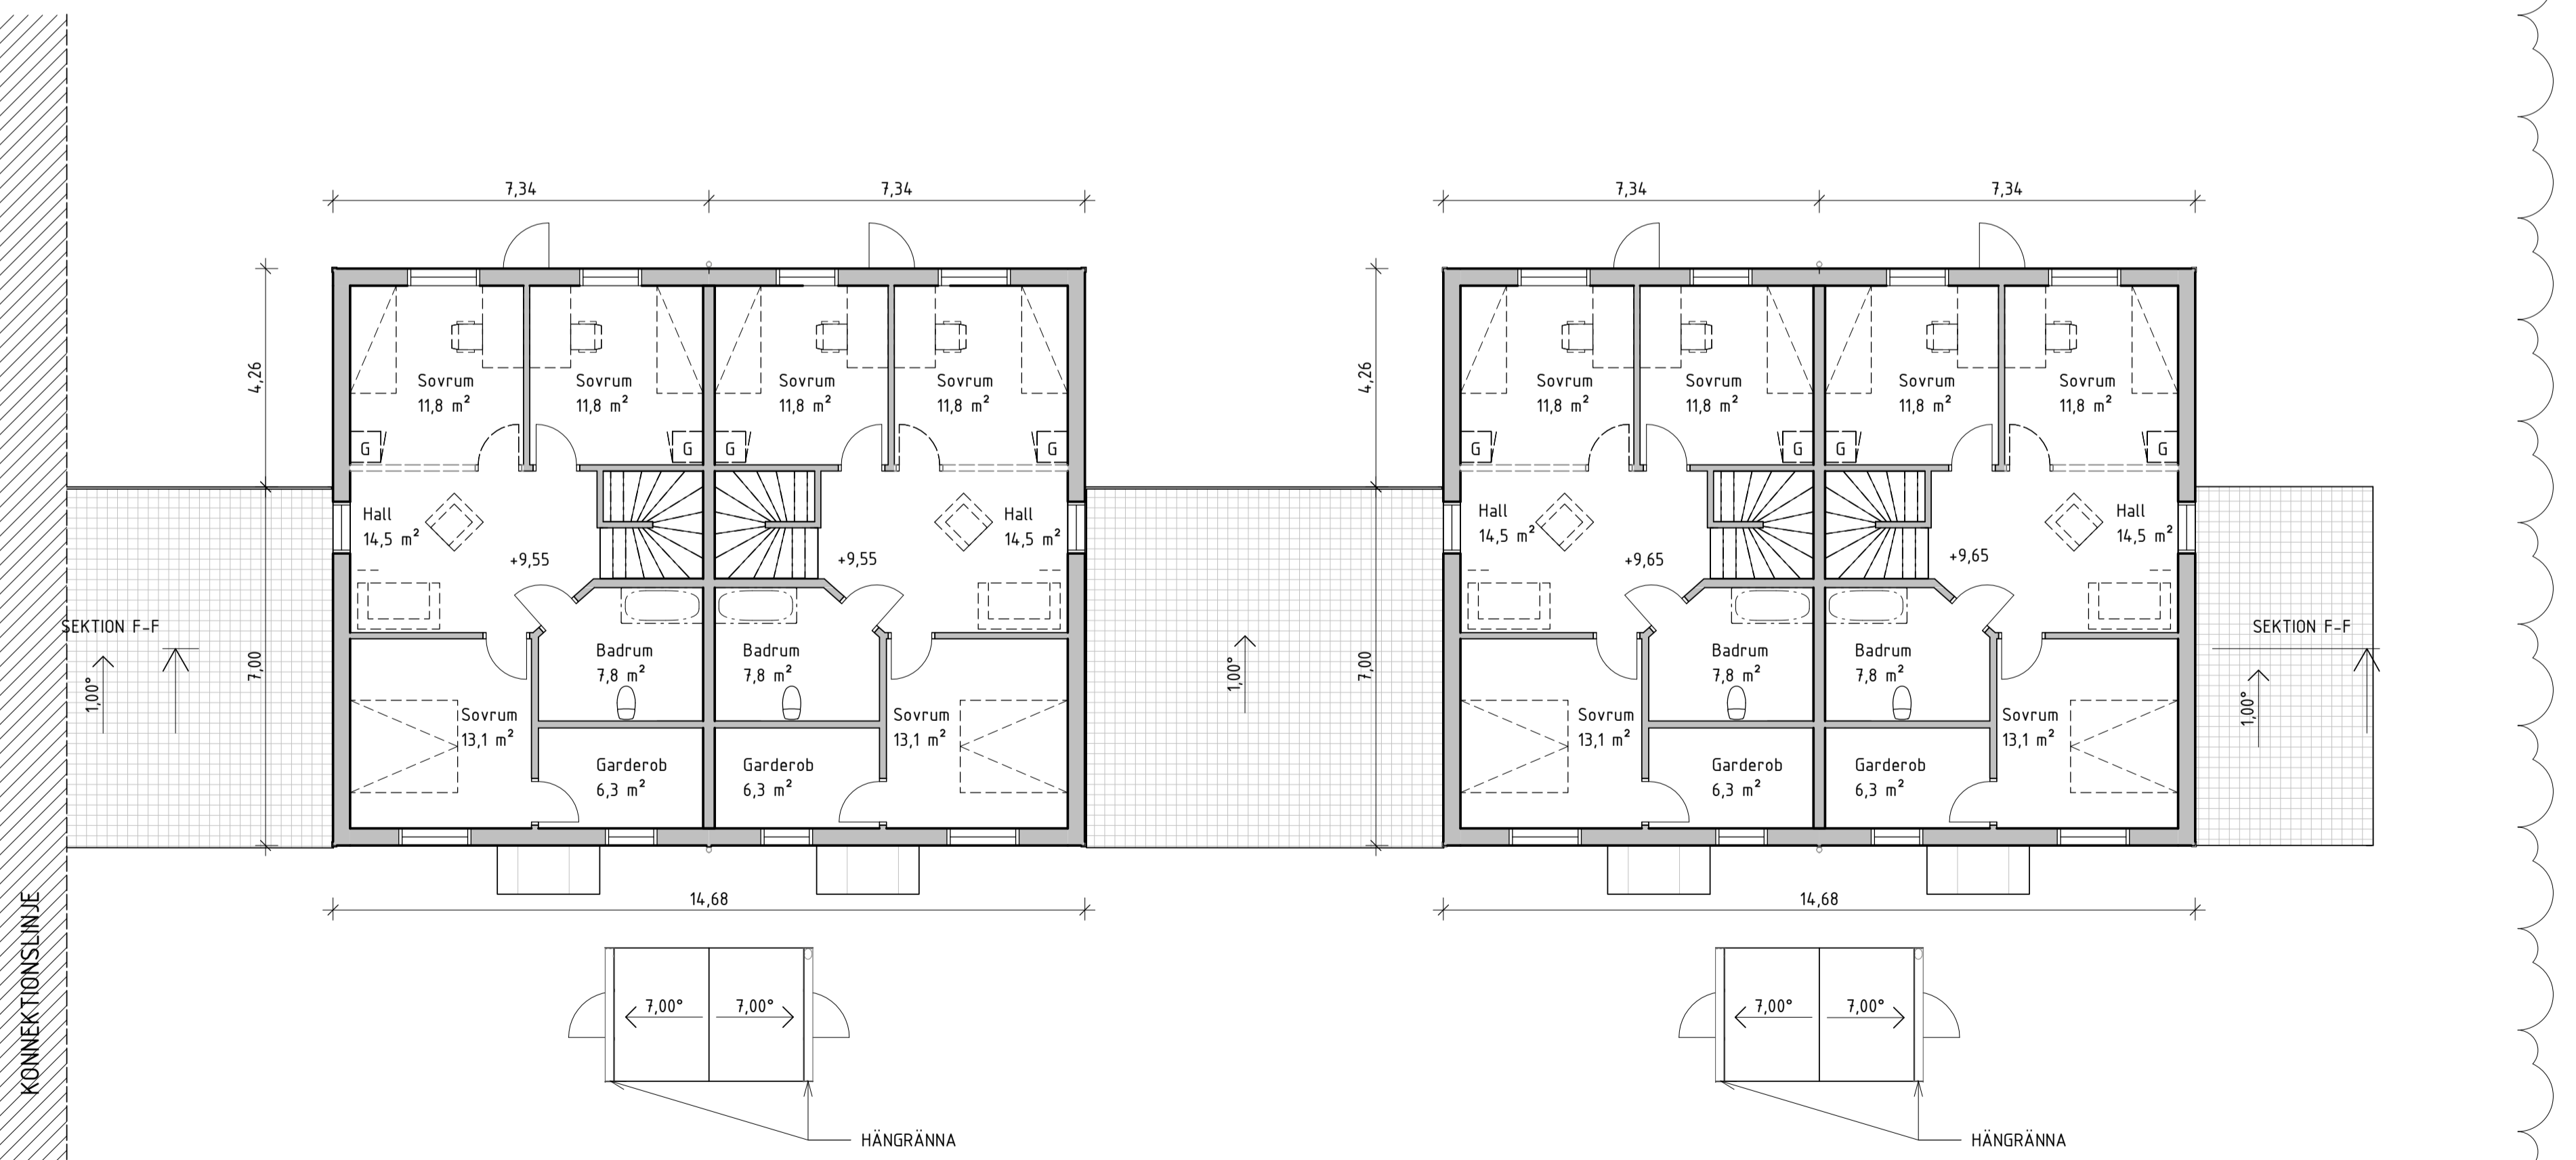 7,34
7,34
7,34
7,34
4,26
4,26
Sovrum
11,8 m²
Sovrum
11,8 m²
Sovrum
11,8 m²
Sovrum
11,8 m²
Sovrum
11,8 m²
Sovrum
11,8 m²
Sovrum
11,8 m²
Sovrum
11,8 m²
G
G
G
G
G
G
G
G
Hall
14,5 m²
Hall
14,5 m²
Hall
14,5 m²
Hall
14,5 m²
+9,55
+9,55
+9,65
+9,65
SEKTION F-F
SEKTION F-F
1,00°
7,00
1,00°
7,00
1,00°
Badrum
7,8 m²
Badrum
7,8 m²
Badrum
7,8 m²
Badrum
7,8 m²
Sovrum
13,1 m²
Sovrum
13,1 m²
Sovrum
13,1 m²
Sovrum
13,1 m²
Garderob
6,3 m²
Garderob
6,3 m²
Garderob
6,3 m²
Garderob
6,3 m²
14,68
14,68
KONNEKTIONSLINJE
7,00°
7,00°
7,00°
7,00°
HÄNGRÄNNA
HÄNGRÄNNA